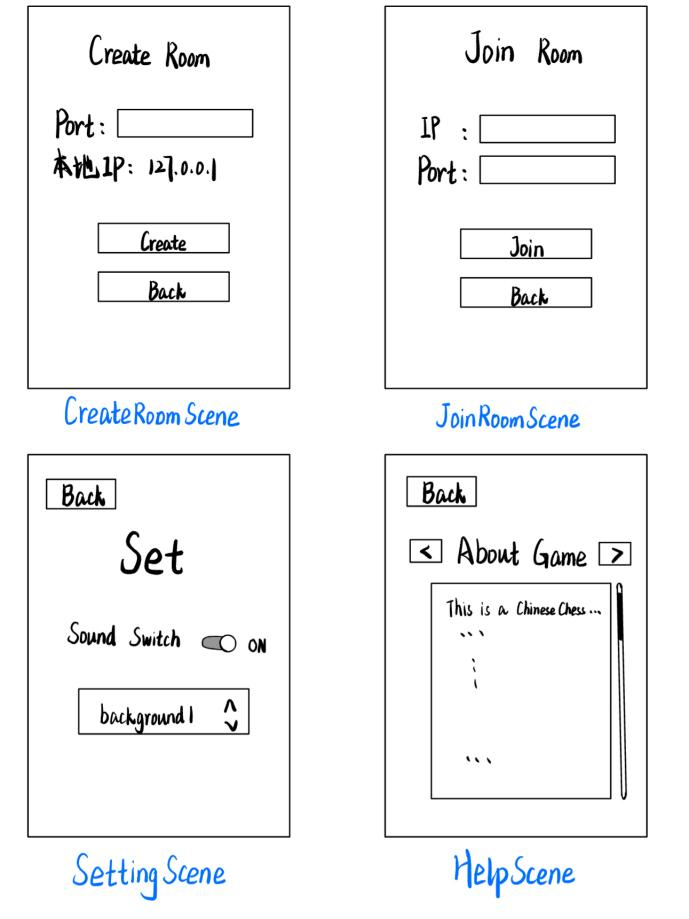 Create Room
Port:
本地IP: 127.0.0.1
Create
Back
CreateRoomScene
Join Room
IP :
Port:
Join
Back
JoinRoomScene
Back
Set
Sound Switch ON
background1
SettingScene
Back
< About Game >
This is a Chinese Chess...
HelpScene